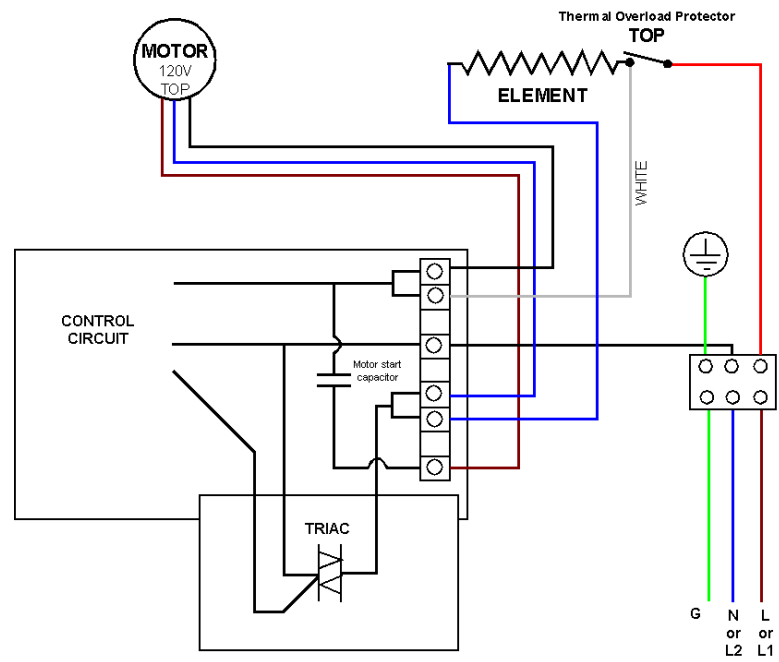 Thermal Overload Protector
TOP
MOTOR
120V
TOP
ELEMENT
WHITE
CONTROL
CIRCUIT
Motor start
capacitor
TRIAC
G
N
or
L2
L
or
L1